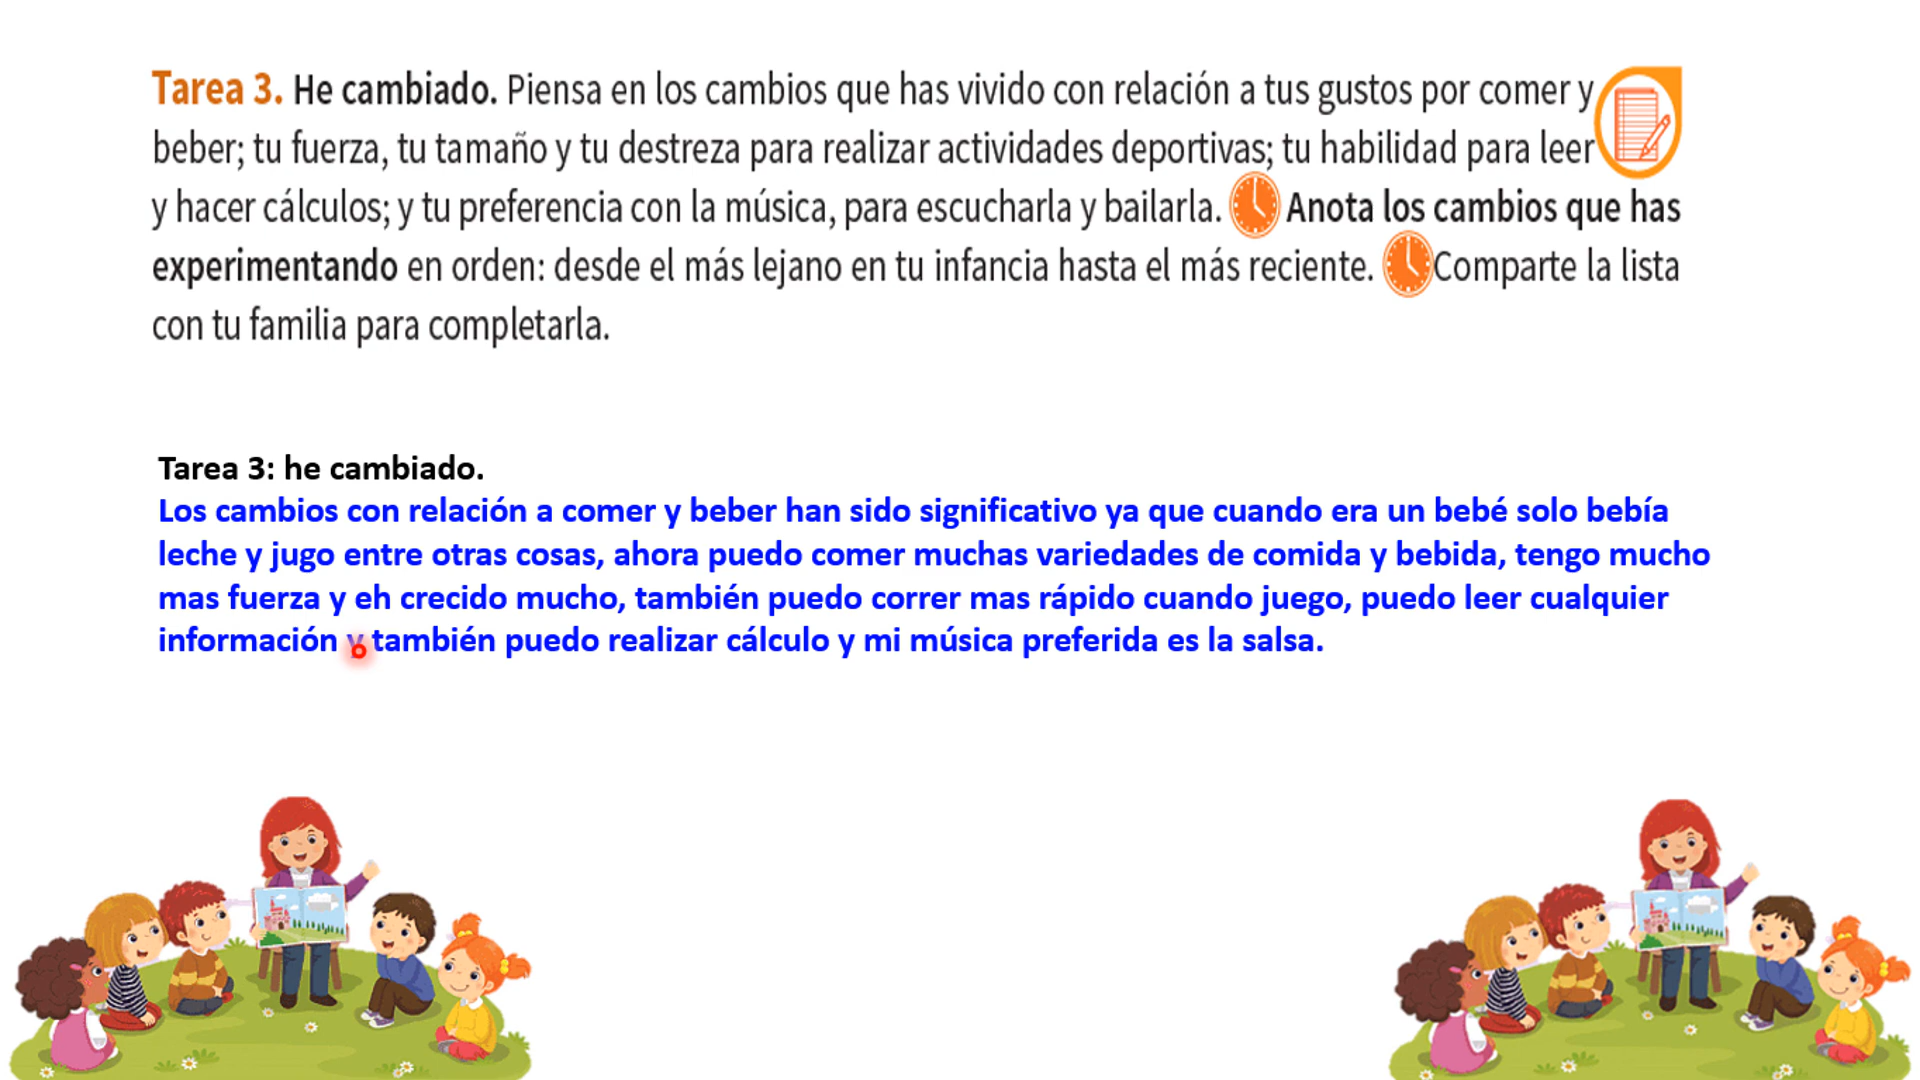 Tarea 3. He cambiado. Piensa en los cambios que has vivido con relación a tus gustos por comer y
beber; tu fuerza, tu tamaño y tu destreza para realizar actividades deportivas; tu habilidad para leer
y hacer cálculos; y tu preferencia con la música, para escucharla y bailarla. Anota los cambios que has
experimentando en orden: desde el más lejano en tu infancia hasta el más reciente. Comparte la lista
con tu familia para completarla.
Tarea 3: he cambiado.
Los cambios con relación a comer y beber han sido significativo ya que cuando era un bebé solo bebía
leche y jugo entre otras cosas, ahora puedo comer muchas variedades de comida y bebida, tengo mucho
mas fuerza y eh crecido mucho, también puedo correr mas rápido cuando juego, puedo leer cualquier
información y también puedo realizar cálculo y mi música preferida es la salsa.